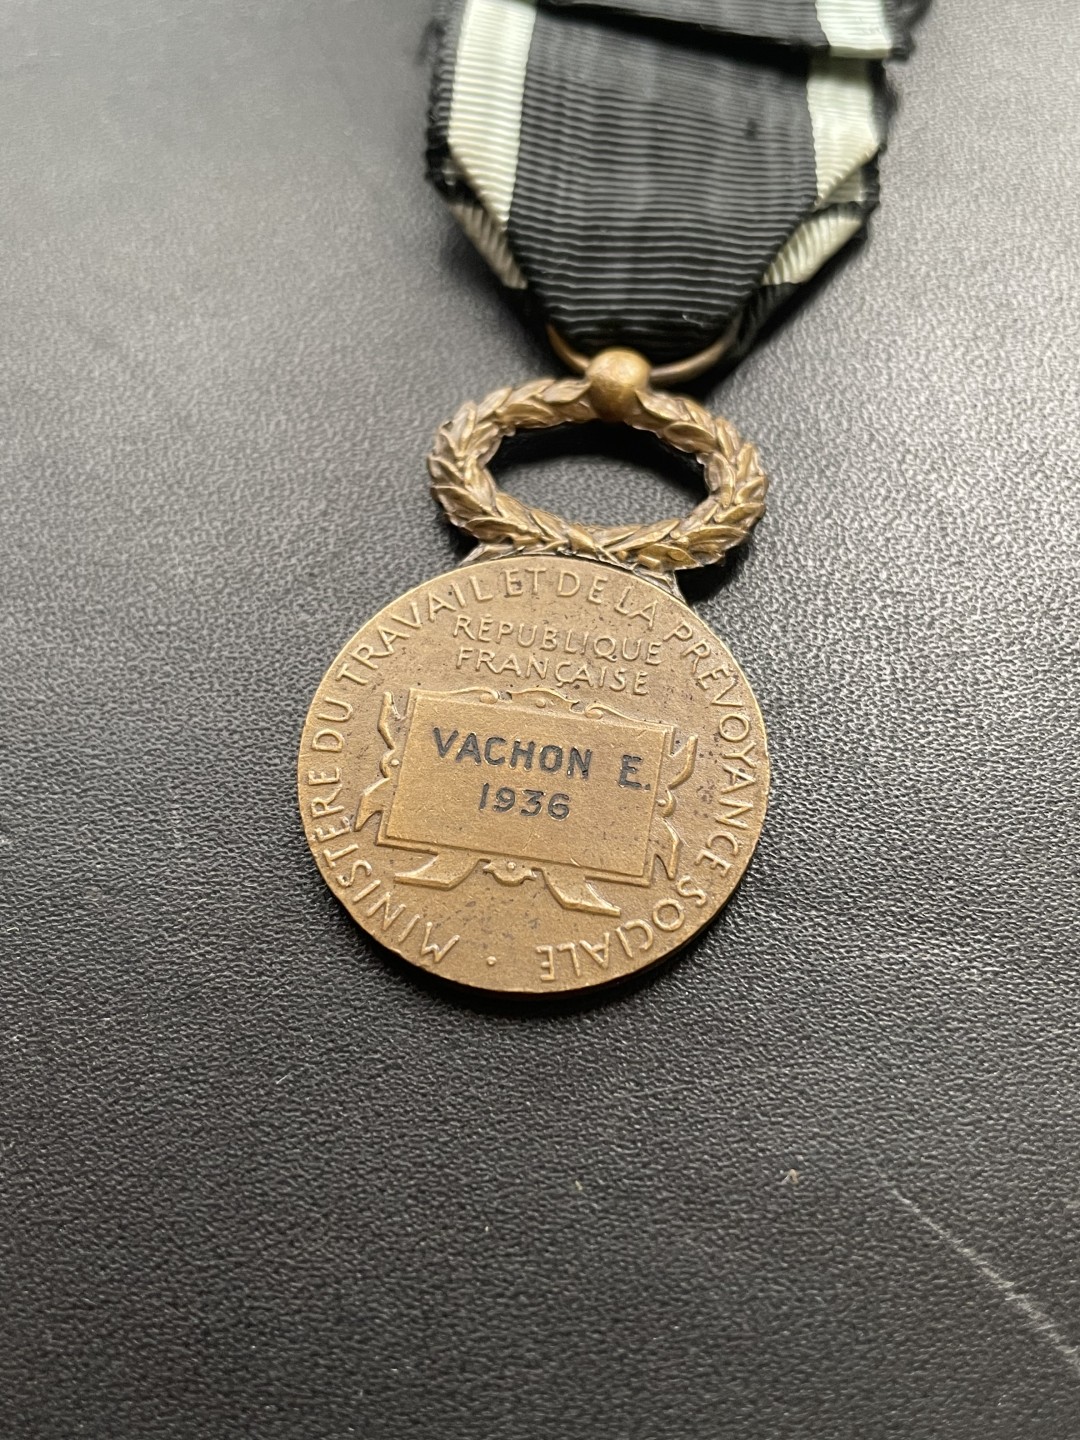 MINISTÈRE DU TRAVAIL ET DE LA PRÉVOYANCE SOCIALE ·
RÉPUBLIQUE
FRANÇAISE
VACHON E.
1936